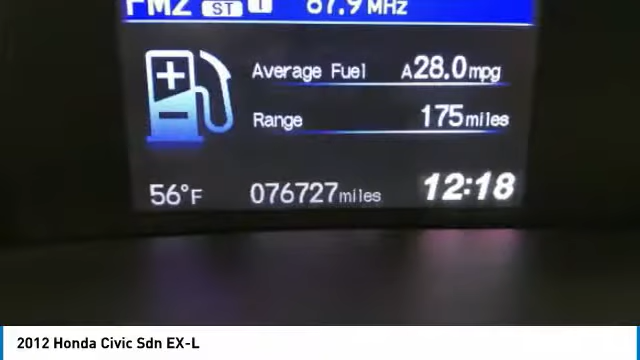 FM2 ST 87.9 MHz
Average Fuel A28.0mpg
Range 175miles
56°F 076727miles 12:18
2012 Honda Civic Sdn EX-L